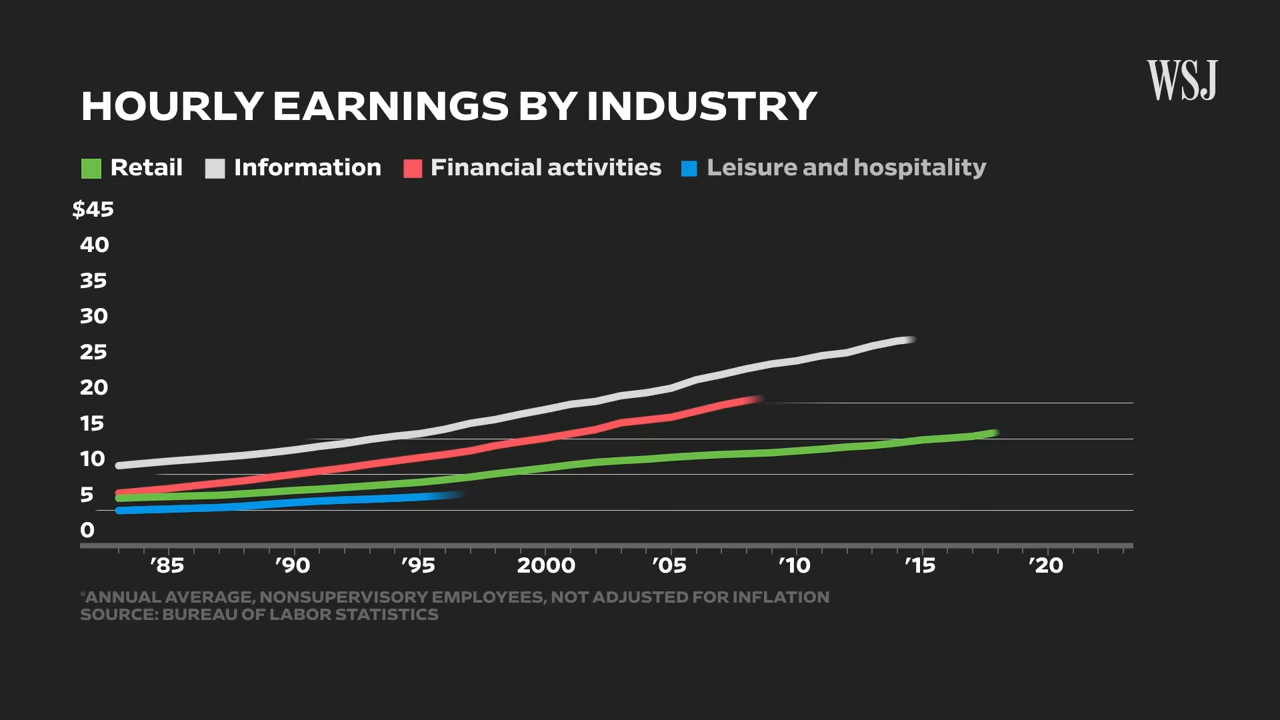 WSJ
HOURLY EARNINGS BY INDUSTRY
Retail Information Financial activities Leisure and hospitality
$45
40
35
30
25
20
15
10
5
0
’85 ’90 ’95 2000 ’05 ’10 ’15 ’20
*ANNUAL AVERAGE, NONSUPERVISORY EMPLOYEES, NOT ADJUSTED FOR INFLATION
SOURCE: BUREAU OF LABOR STATISTICS